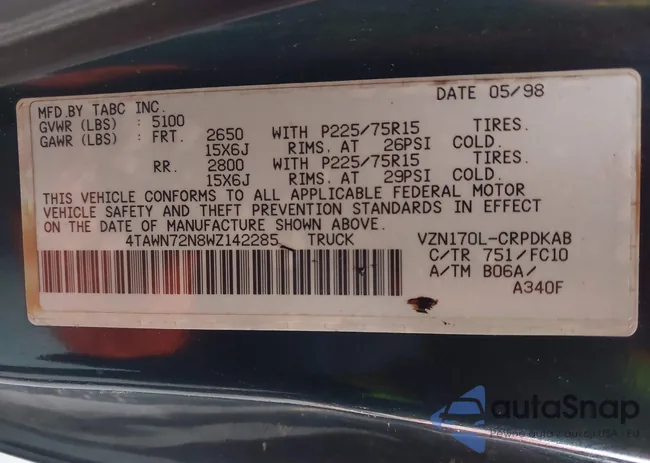 DATE 05/98
MFD.BY TABC INC.
GVWR (LBS) : 5100
GAWR (LBS) : FRT. 2650 WITH P225/75R15 TIRES.
15X6J RIMS. AT 26PSI COLD.
RR. 2800 WITH P225/75R15 TIRES.
15X6J RIMS. AT 29PSI COLD.
THIS VEHICLE CONFORMS TO ALL APPLICABLE FEDERAL MOTOR
VEHICLE SAFETY AND THEFT PREVENTION STANDARDS IN EFFECT
ON THE DATE OF MANUFACTURE SHOWN ABOVE.
4TAWN72N8WZ142285 TRUCK VZN170L-CRPDKAB
C/TR 751/FC10
A/TM B06A/
A340F
autoSnap